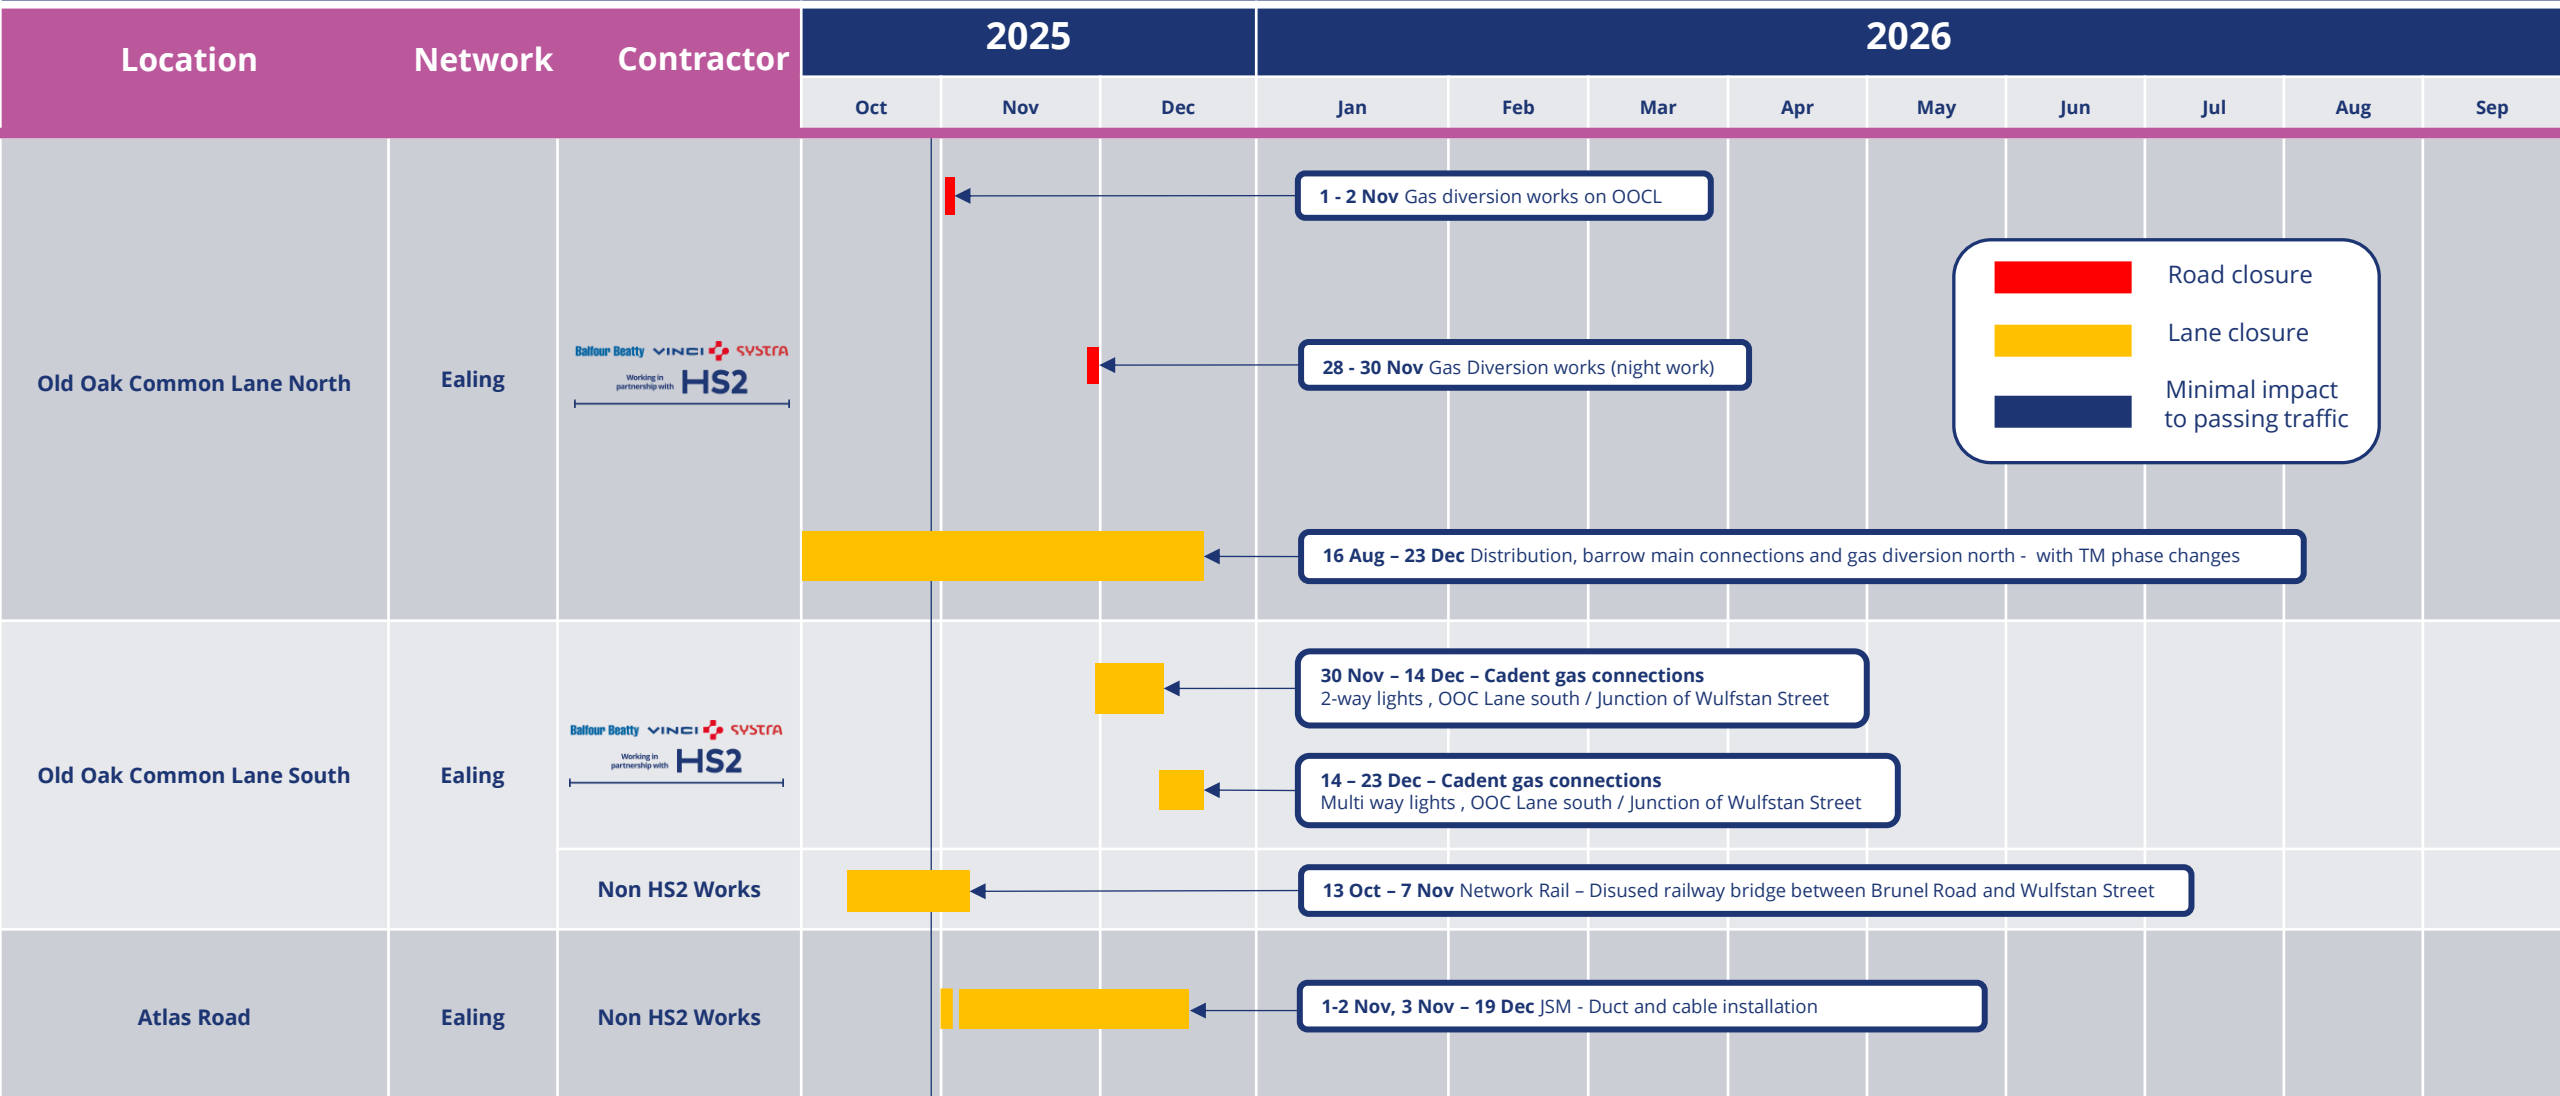 Location Network Contractor
2025 2026
Oct Nov Dec Jan Feb Mar Apr May Jun Jul Aug Sep
1 - 2 Nov Gas diversion works on OOCL
Road closure
Lane closure
Minimal impact
to passing traffic
Old Oak Common Lane North
Ealing
Balfour Beatty VINCI SYSTRA
Working in
partnership with HS2
28 - 30 Nov Gas Diversion works (night work)
16 Aug – 23 Dec Distribution, barrow main connections and gas diversion north - with TM phase changes
Old Oak Common Lane South
Ealing
Balfour Beatty VINCI SYSTRA
Working in
partnership with HS2
30 Nov – 14 Dec – Cadent gas connections
2-way lights , OOC Lane south / Junction of Wulfstan Street
14 – 23 Dec – Cadent gas connections
Multi way lights , OOC Lane south / Junction of Wulfstan Street
Non HS2 Works
13 Oct – 7 Nov Network Rail – Disused railway bridge between Brunel Road and Wulfstan Street
Atlas Road
Ealing
Non HS2 Works
1-2 Nov, 3 Nov – 19 Dec JSM - Duct and cable installation